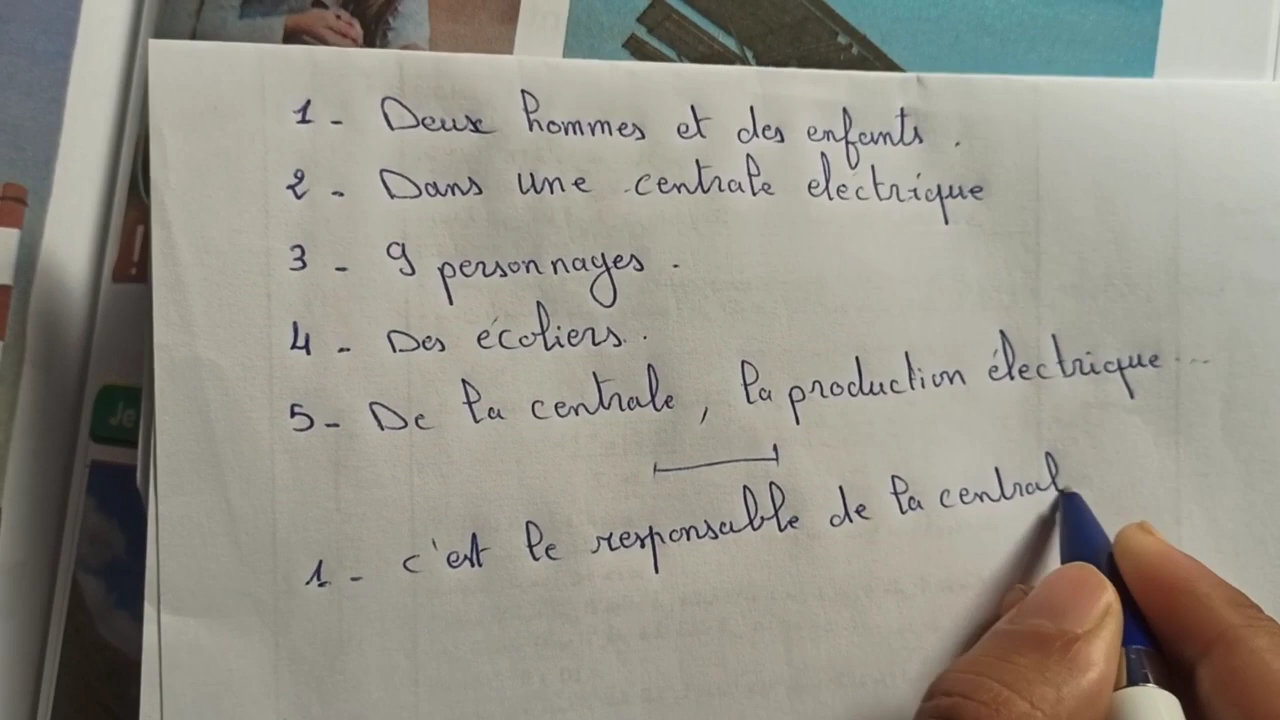 1 - Deux hommes et des enfants.
2 - Dans une centrale électrique
3 - 9 personnages.
4 - Des écoliers..
5 - De la centrale, la production électrique...
1 - c'est le responsable de la central
Je